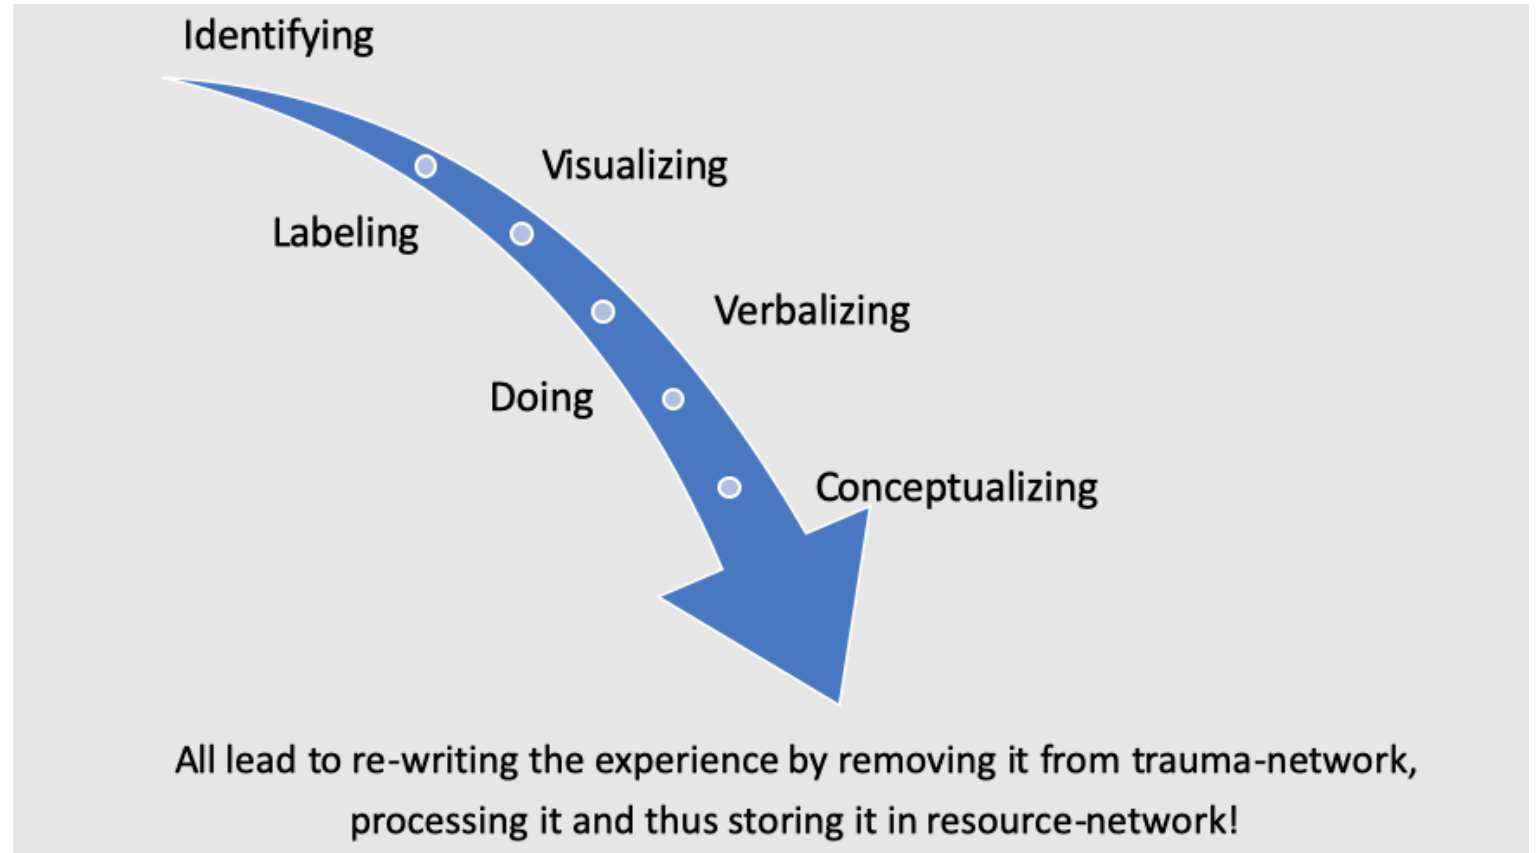 Identifying
Visualizing
Labeling
Verbalizing
Doing
Conceptualizing
All lead to re-writing the experience by removing it from trauma-network,
processing it and thus storing it in resource-network!